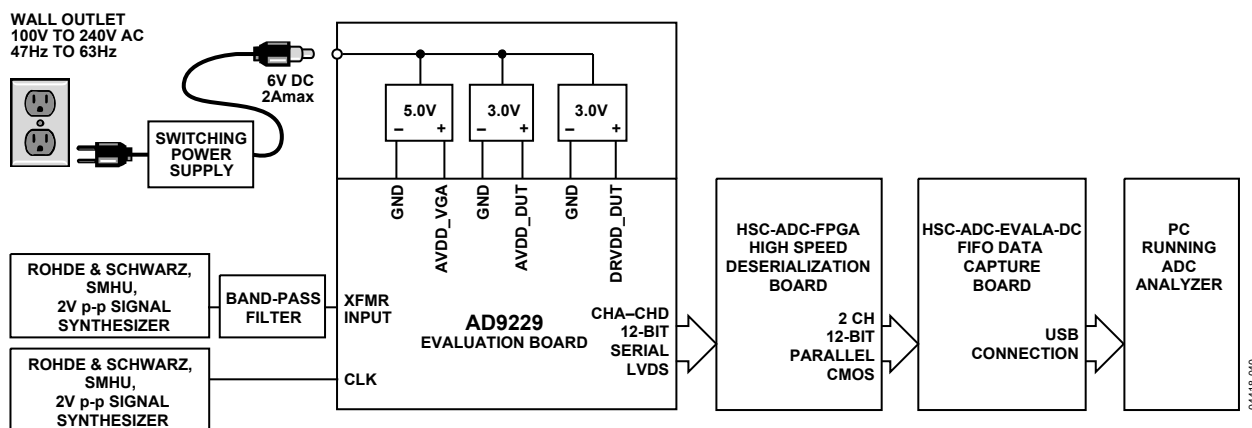 WALL OUTLET
100V TO 240V AC
47Hz TO 63Hz
6V DC
2Amax
SWITCHING
POWER
SUPPLY
5.0V
– +
3.0V
– +
3.0V
– +
GND
AVDD_VGA
GND
AVDD_DUT
GND
DRVDD_DUT
ROHDE & SCHWARZ,
SMHU,
2V p-p SIGNAL
SYNTHESIZER
BAND-PASS
FILTER
XFMR
INPUT
AD9229
EVALUATION BOARD
CHA–CHD
12-BIT
SERIAL
LVDS
HSC-ADC-FPGA
HIGH SPEED
DESERIALIZATION
BOARD
2 CH
12-BIT
PARALLEL
CMOS
HSC-ADC-EVALA-DC
FIFO DATA
CAPTURE
BOARD
USB
CONNECTION
PC
RUNNING
ADC
ANALYZER
ROHDE & SCHWARZ,
SMHU,
2V p-p SIGNAL
SYNTHESIZER
CLK